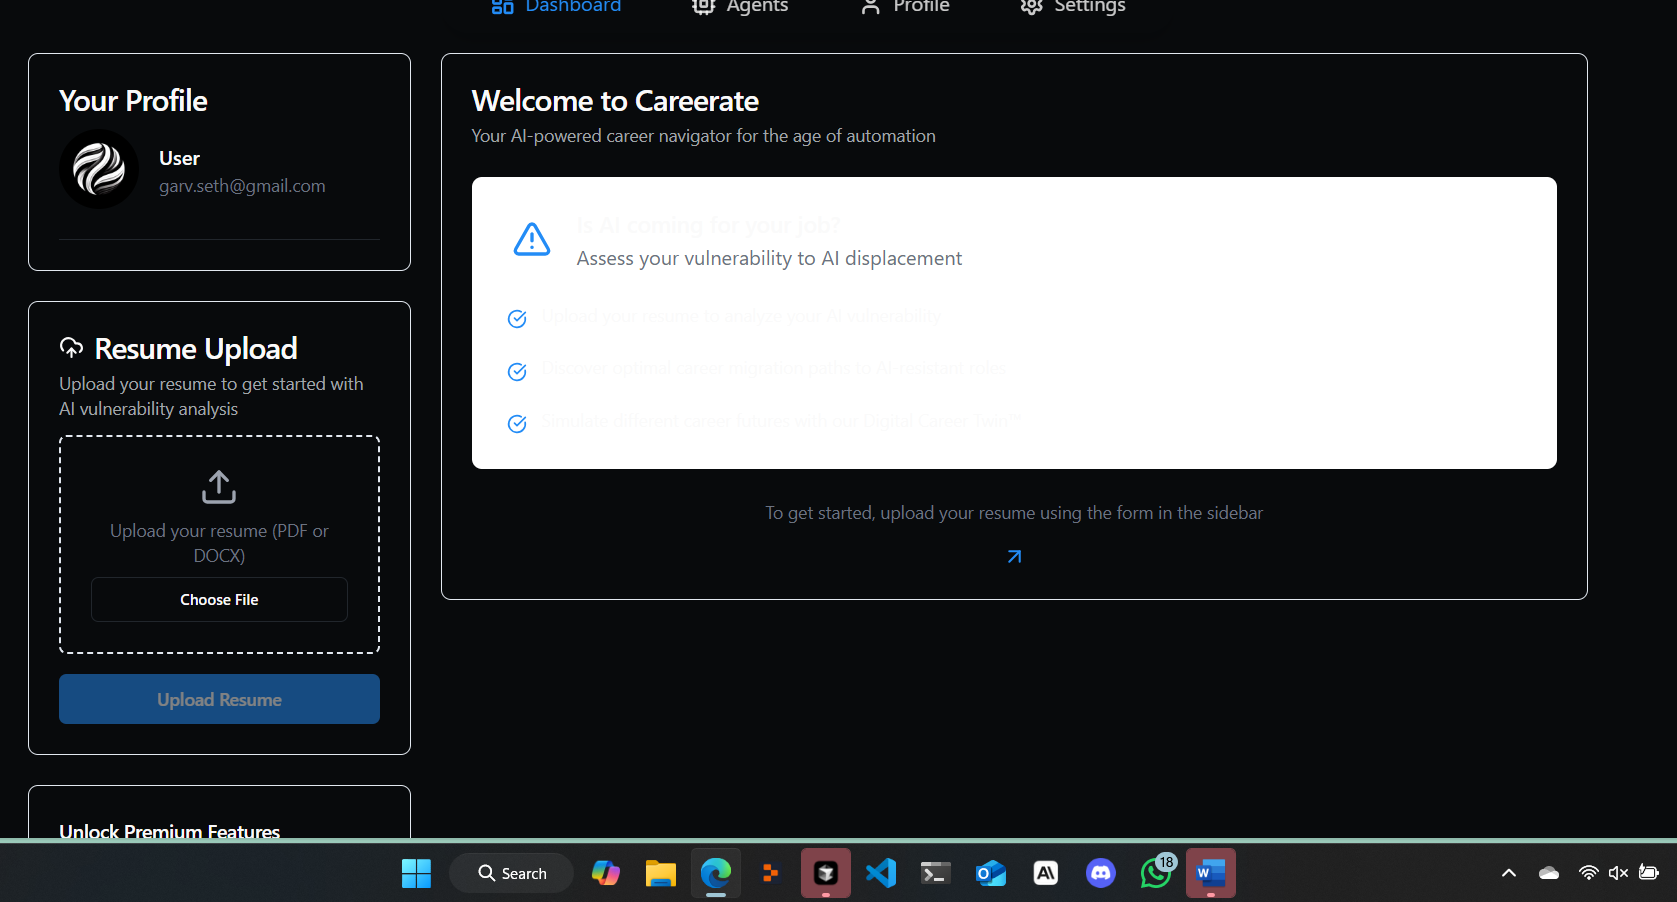 Dashboard
Agents
Profile
Settings
Your Profile
User
garv.seth@gmail.com
Resume Upload
Upload your resume to get started with
AI vulnerability analysis
Upload your resume (PDF or
DOCX)
Choose File
Upload Resume
Unlock Premium Features
Welcome to Careerate
Your AI-powered career navigator for the age of automation
Is AI coming for your job?
Assess your vulnerability to AI displacement
Upload your resume to analyze your AI vulnerability
Discover optimal career migration paths to AI-resistant roles
Simulate different career futures with our Digital Career Twin™
To get started, upload your resume using the form in the sidebar
Search
18